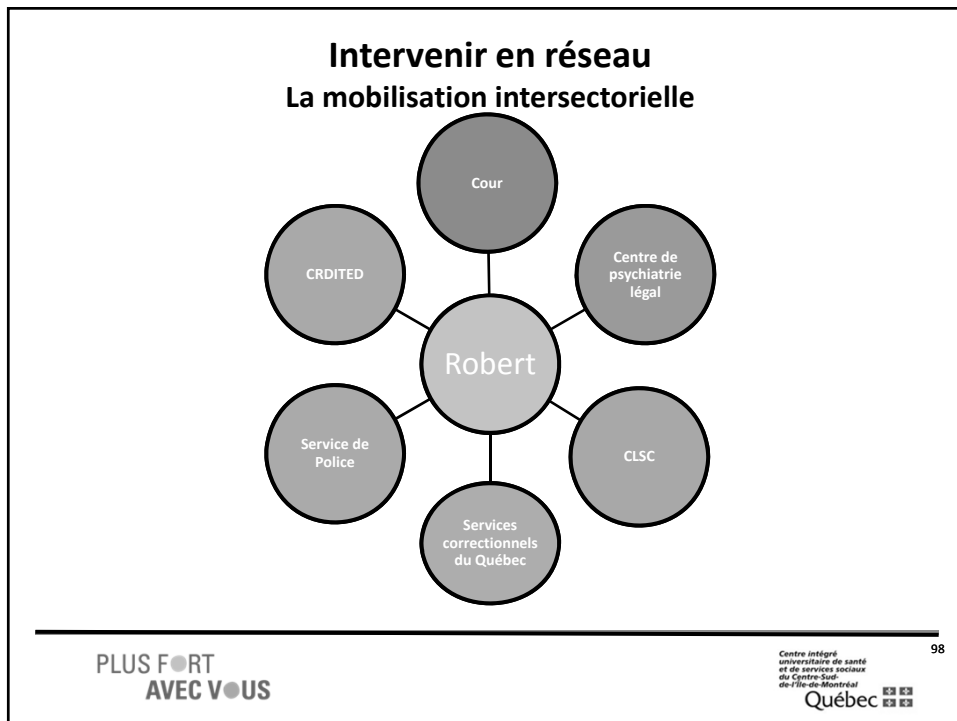 Intervenir en réseau
La mobilisation intersectorielle
Cour
Centre de
psychiatrie
légal
CLSC
Services
correctionnels
du Québec
Service de
Police
CRDITED
Robert
PLUS FORT
AVEC VOUS
Centre intégré
universitaire de santé
et de services sociaux
du Centre-Sud-
de-l'Île-de-Montréal
Québec
98